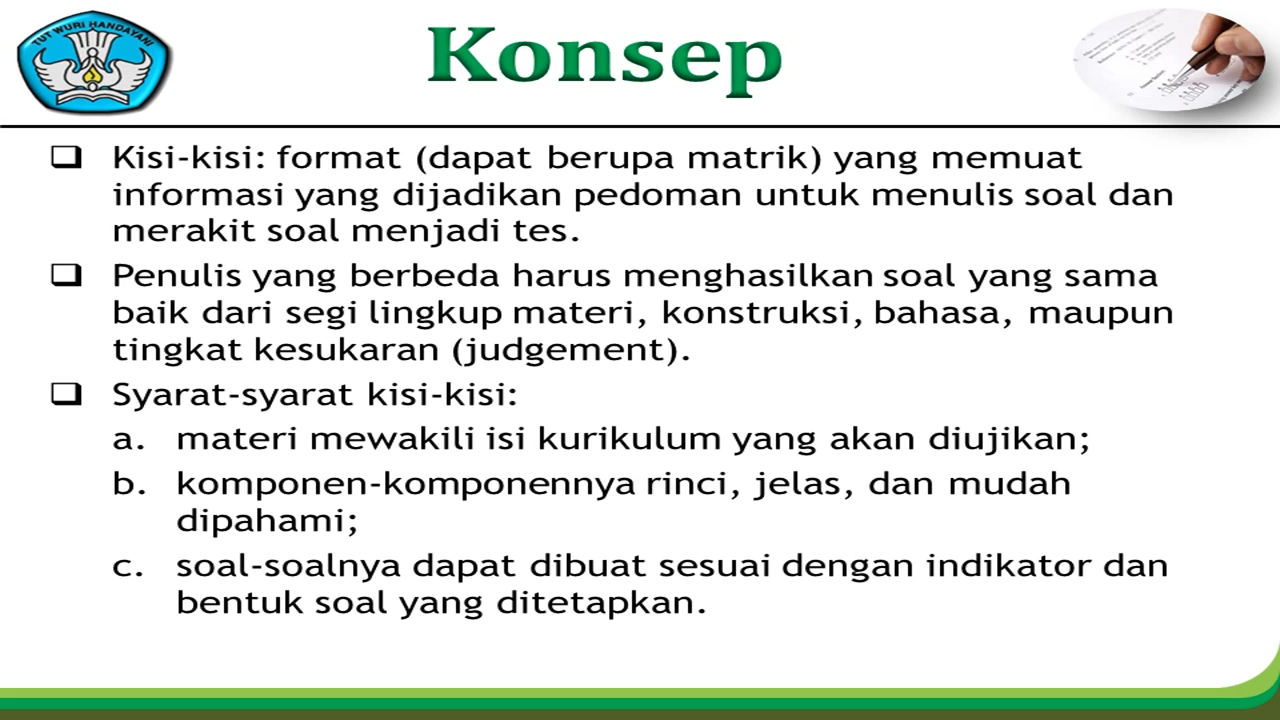 TUT WURI HANDAYANI
Konsep
Kisi-kisi: format (dapat berupa matrik) yang memuat
informasi yang dijadikan pedoman untuk menulis soal dan
merakit soal menjadi tes.
Penulis yang berbeda harus menghasilkan soal yang sama
baik dari segi lingkup materi, konstruksi, bahasa, maupun
tingkat kesukaran (judgement).
Syarat-syarat kisi-kisi:
a. materi mewakili isi kurikulum yang akan diujikan;
b. komponen-komponennya rinci, jelas, dan mudah
dipahami;
c. soal-soalnya dapat dibuat sesuai dengan indikator dan
bentuk soal yang ditetapkan.